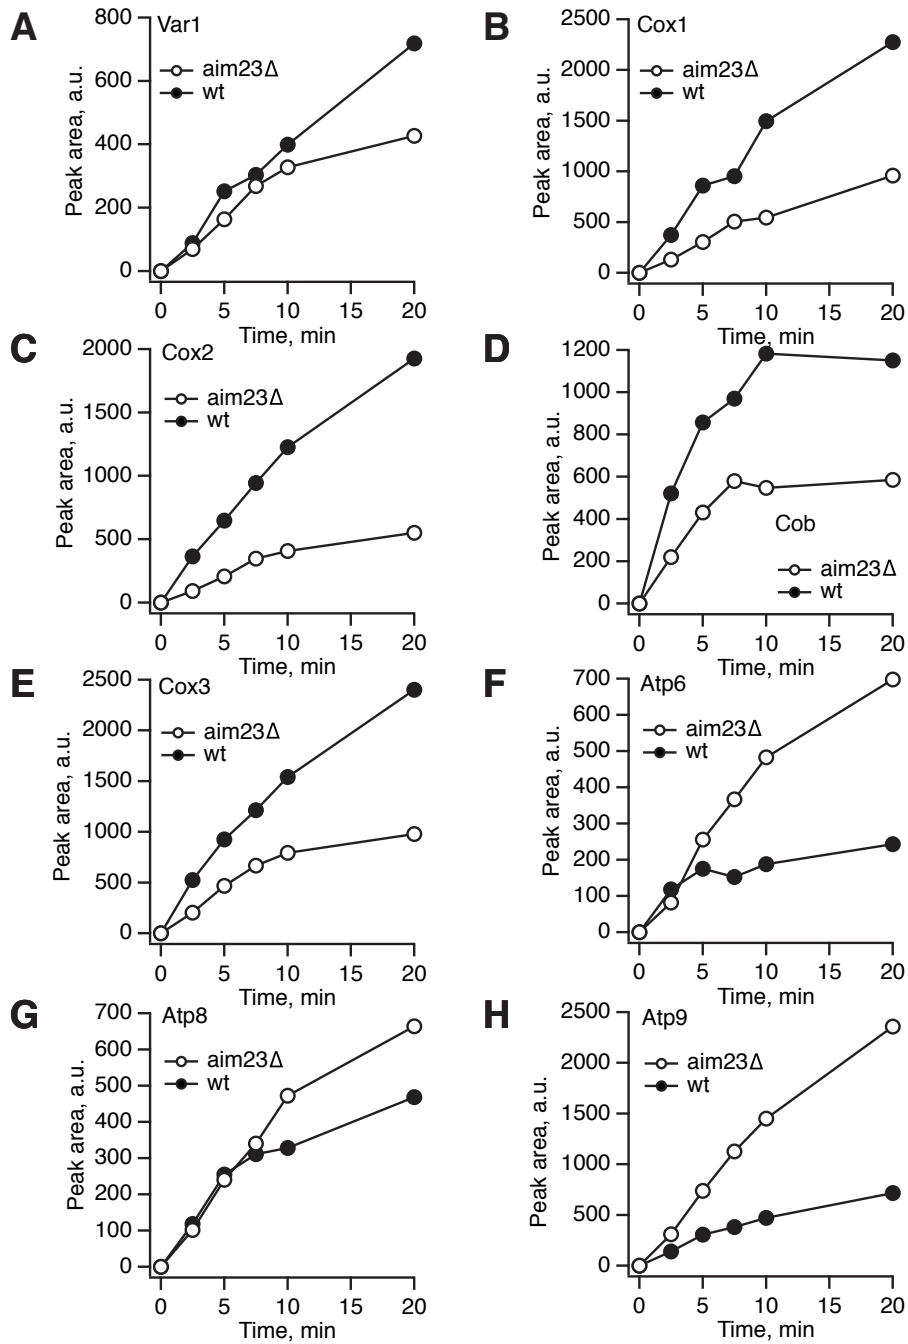 A
Var1
aim23Δ
wt
Peak area, a.u.
800
600
400
200
0
0 5 10 15 20
Time, min
B
Cox1
aim23Δ
wt
Peak area, a.u.
2500
2000
1500
1000
500
0
0 5 10 15 20
Time, min
C
Cox2
aim23Δ
wt
Peak area, a.u.
2000
1500
1000
500
0
0 5 10 15 20
Time, min
D
Cob
aim23Δ
wt
Peak area, a.u.
1200
1000
800
600
400
200
0
0 5 10 15 20
Time, min
E
Cox3
aim23Δ
wt
Peak area, a.u.
2500
2000
1500
1000
500
0
0 5 10 15 20
Time, min
F
Atp6
aim23Δ
wt
Peak area, a.u.
700
600
500
400
300
200
100
0
0 5 10 15 20
Time, min
G
Atp8
aim23Δ
wt
Peak area, a.u.
700
600
500
400
300
200
100
0
0 5 10 15 20
Time, min
H
Atp9
aim23Δ
wt
Peak area, a.u.
2500
2000
1500
1000
500
0
0 5 10 15 20
Time, min